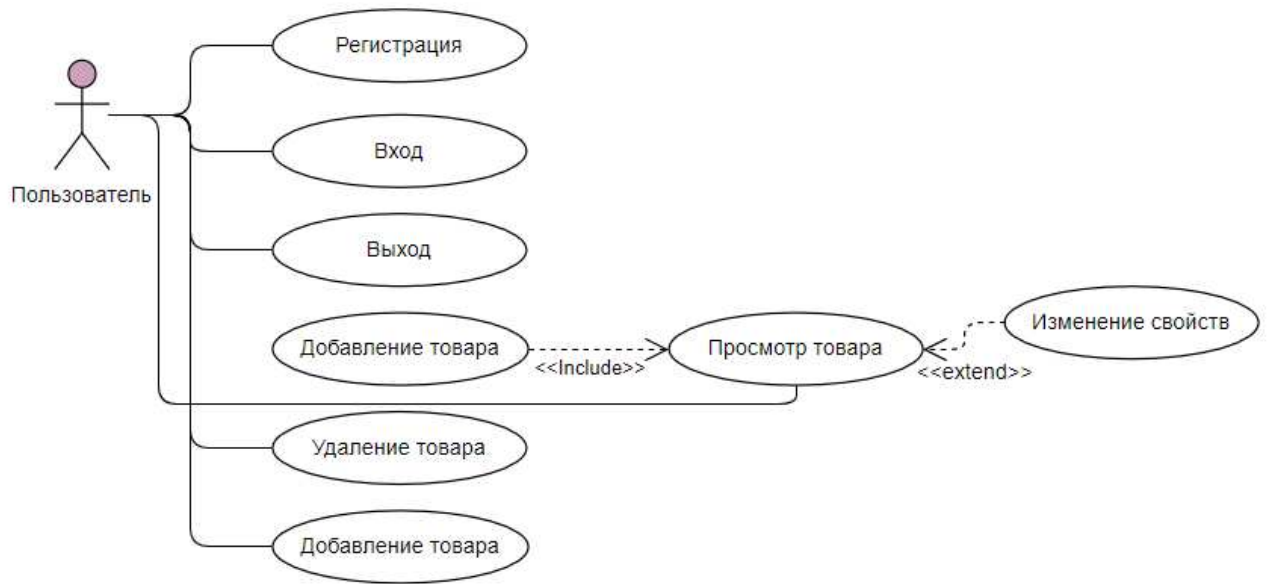 Регистрация
Вход
Пользователь
Выход
Изменение свойств
Добавление товара
Просмотр товара
<<Include>>
<<extend>>
Удаление товара
Добавление товара